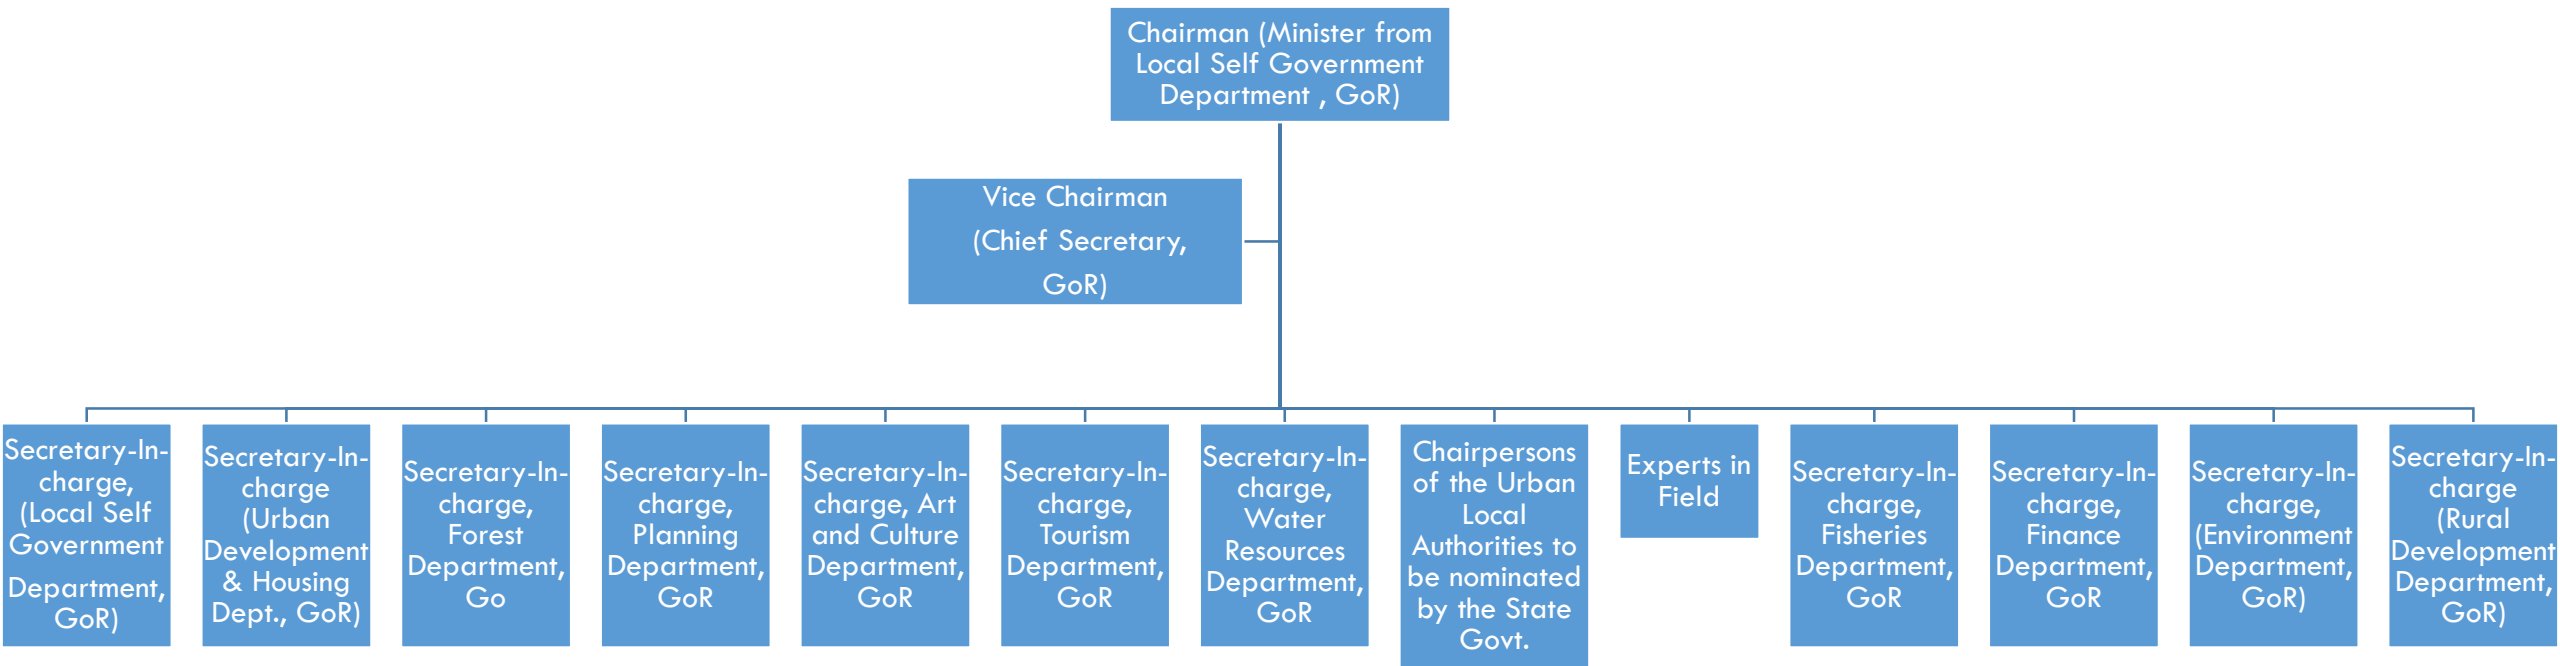 Chairman (Minister from
Local Self Government
Department , GoR)
Vice Chairman
(Chief Secretary,
GoR)
Secretary-In-
charge,
(Local Self
Government
Department,
GoR)
Secretary-In-
charge
(Urban
Development
& Housing
Dept., GoR)
Secretary-In-
charge,
Forest
Department,
Go
Secretary-In-
charge,
Planning
Department,
GoR
Secretary-In-
charge, Art
and Culture
Department,
GoR
Secretary-In-
charge,
Tourism
Department,
GoR
Secretary-In-
charge,
Water
Resources
Department,
GoR
Chairpersons
of the Urban
Local
Authorities to
be nominated
by the State
Govt.
Experts in
Field
Secretary-In-
charge,
Fisheries
Department,
GoR
Secretary-In-
charge,
Finance
Department,
GoR
Secretary-In-
charge,
(Environment
Department,
GoR)
Secretary-In-
charge
(Rural
Development
Department,
GoR)